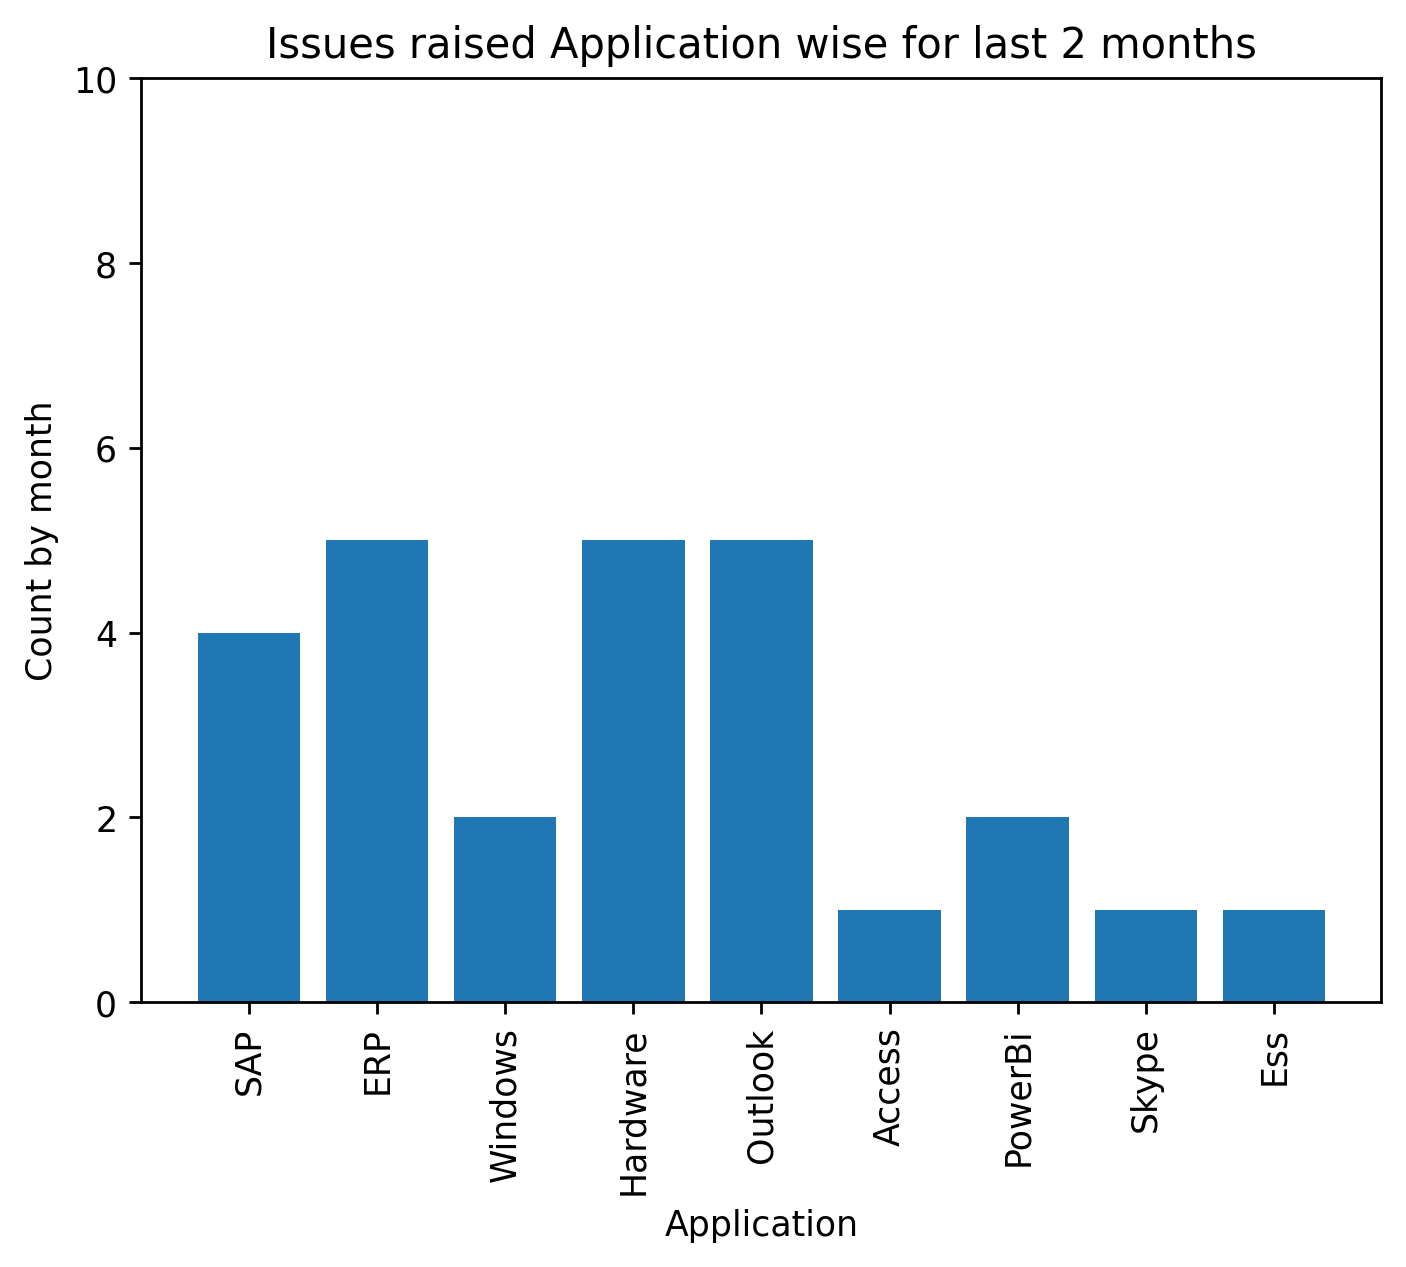 Issues raised Application wise for last 2 months
Count by month
10
8
6
4
2
0
SAP
ERP
Windows
Hardware
Outlook
Access
PowerBi
Skype
Ess
Application